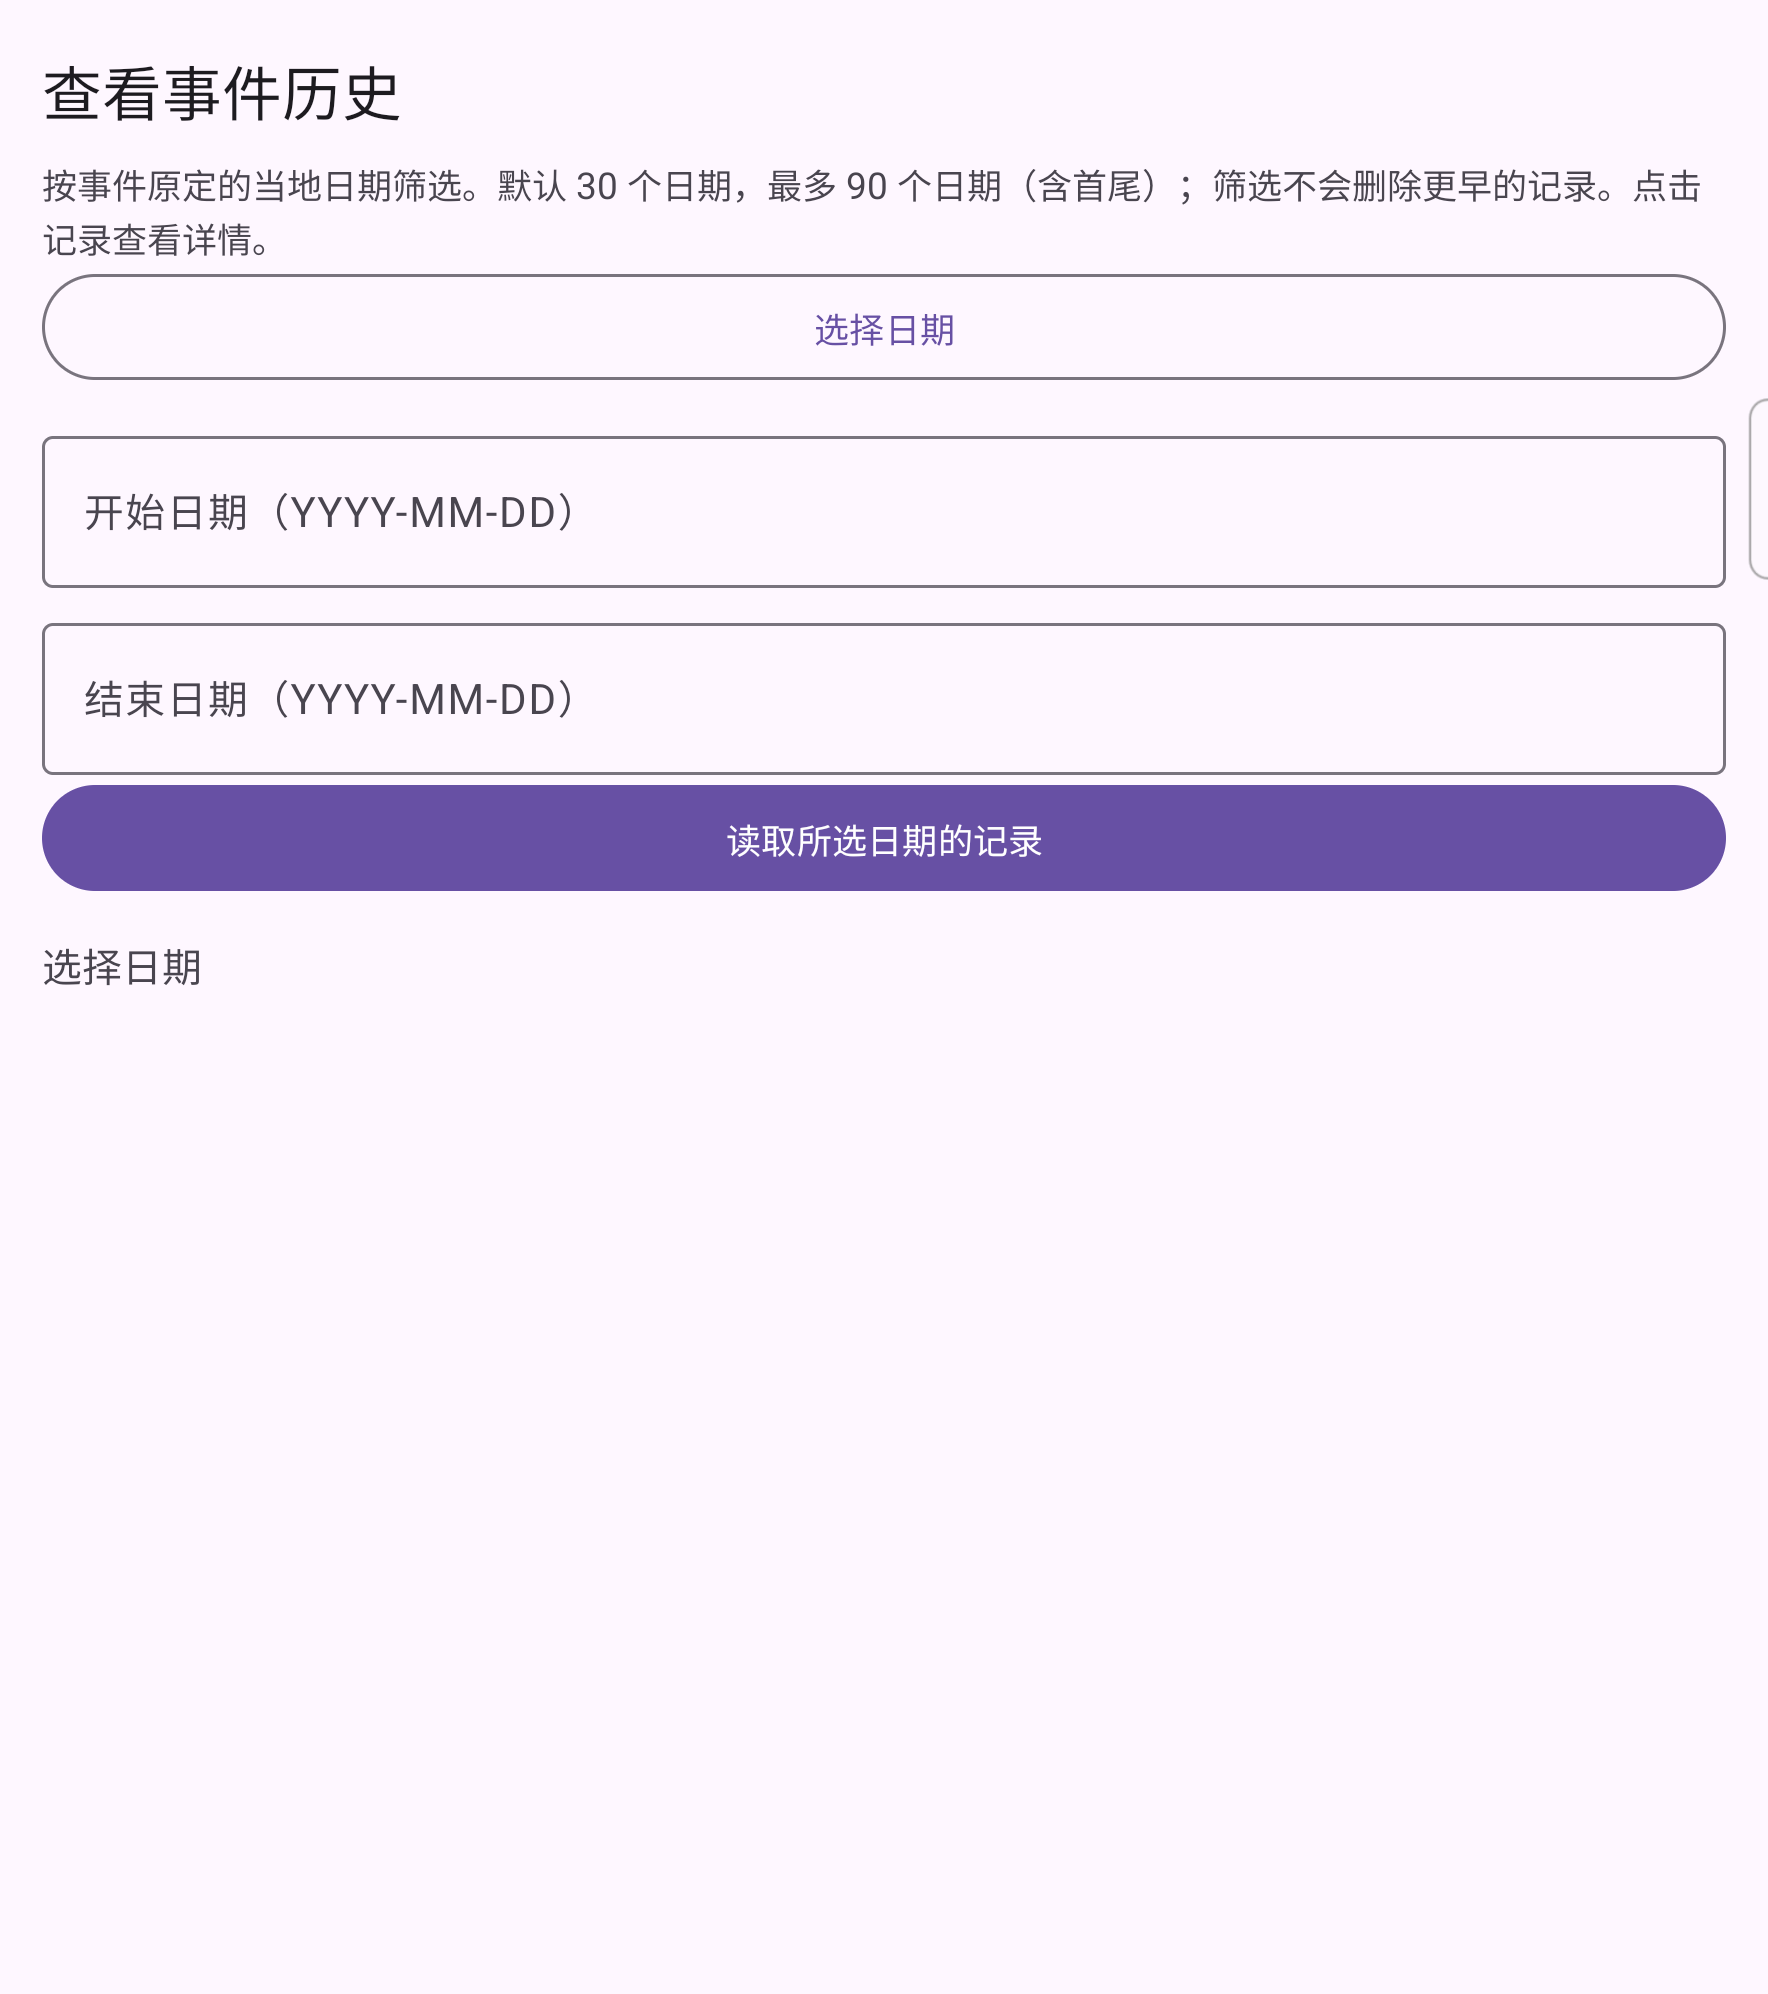 查看事件历史
按事件原定的当地日期筛选。默认 30 个日期，最多 90 个日期（含首尾）；筛选不会删除更早的记录。点击
记录查看详情。
选择日期
开始日期（YYYY-MM-DD）
结束日期（YYYY-MM-DD）
读取所选日期的记录
选择日期